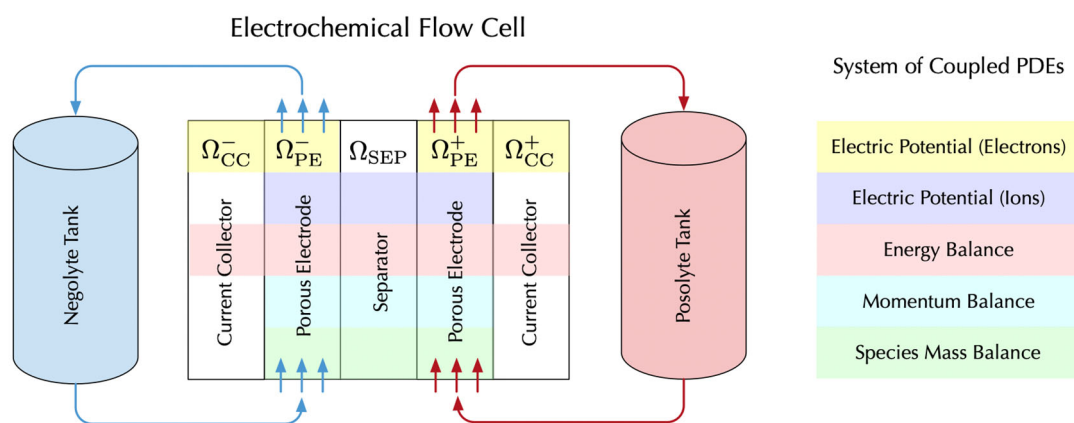 Electrochemical Flow Cell
System of Coupled PDEs
Negolyte Tank
Ω⁻CC
Ω⁻PE
ΩSEP
Ω⁺PE
Ω⁺CC
Current Collector
Porous Electrode
Separator
Porous Electrode
Current Collector
Posolyte Tank
Electric Potential (Electrons)
Electric Potential (Ions)
Energy Balance
Momentum Balance
Species Mass Balance